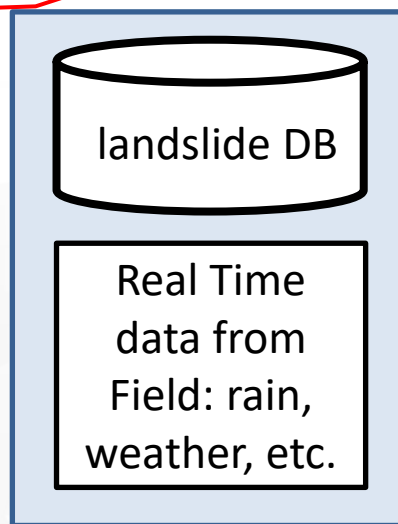 landslide DB
Real Time
data from
Field: rain,
weather, etc.